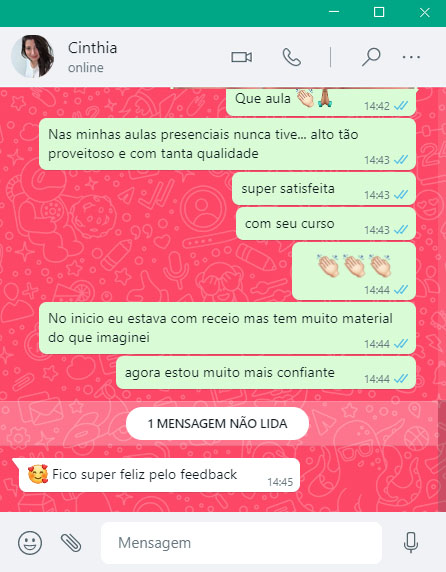 Cinthia
online
Que aula 👏🏻🙏🏾
14:42
Nas minhas aulas presenciais nunca tive... alto tão
proveitoso e com tanta qualidade
14:43
super satisfeita
14:43
com seu curso
14:43
👏🏻👏🏻👏🏻
14:44
No inicio eu estava com receio mas tem muito material
do que imaginei
14:44
agora estou muito mais confiante
14:44
1 MENSAGEM NÃO LIDA
🥰 Fico super feliz pelo feedback
14:45
Mensagem